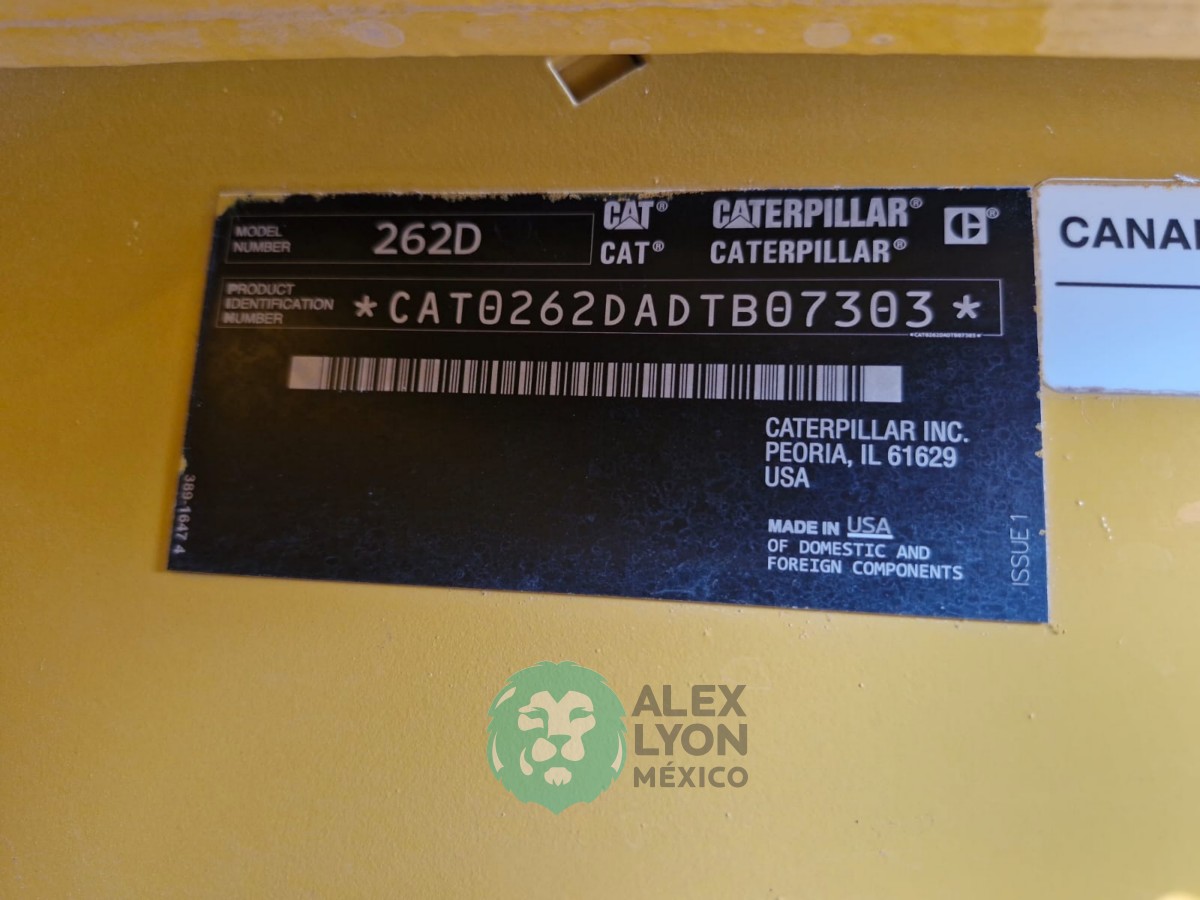 MODEL
NUMBER
262D
CAT® CATERPILLAR®
CAT® CATERPILLAR®
PRODUCT
IDENTIFICATION
NUMBER
*CAT0262DADTB07303*
*CAT0262DADTB07303*
CATERPILLAR INC.
PEORIA, IL 61629
USA
MADE IN USA
OF DOMESTIC AND
FOREIGN COMPONENTS
389-1647 4
ISSUE 1
ALEX
LYON
MÉXICO